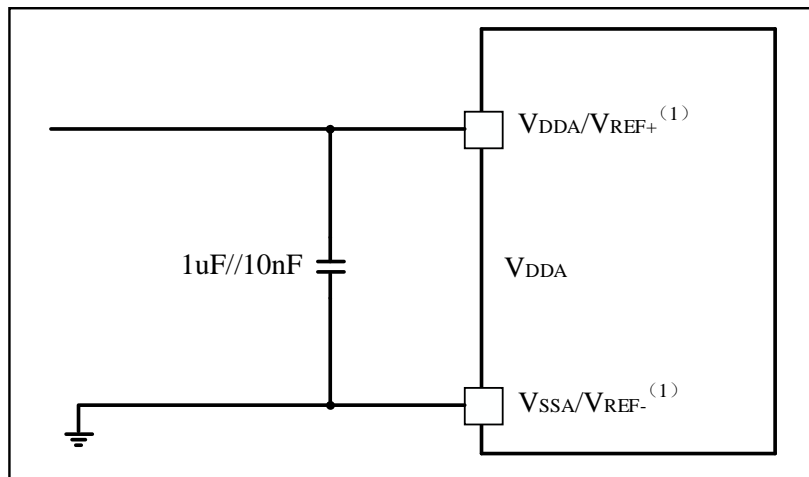 VDDA/VREF+（1）
1uF//10nF
VDDA
VSSA/VREF-（1）